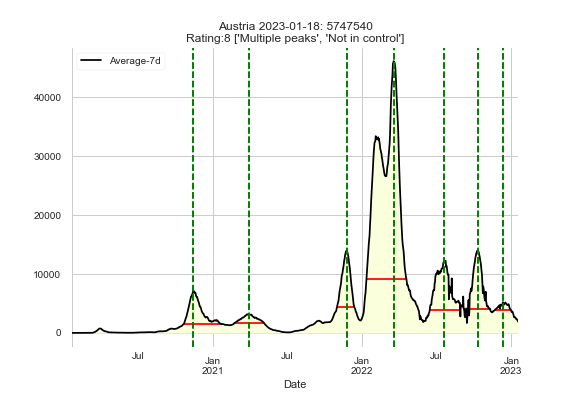 Austria 2023-01-18: 5747540
Rating:8 ['Multiple peaks', 'Not in control']
Average-7d
40000
30000
20000
10000
0
Jul
Jan
2021
Jul
Jan
2022
Jul
Jan
2023
Date